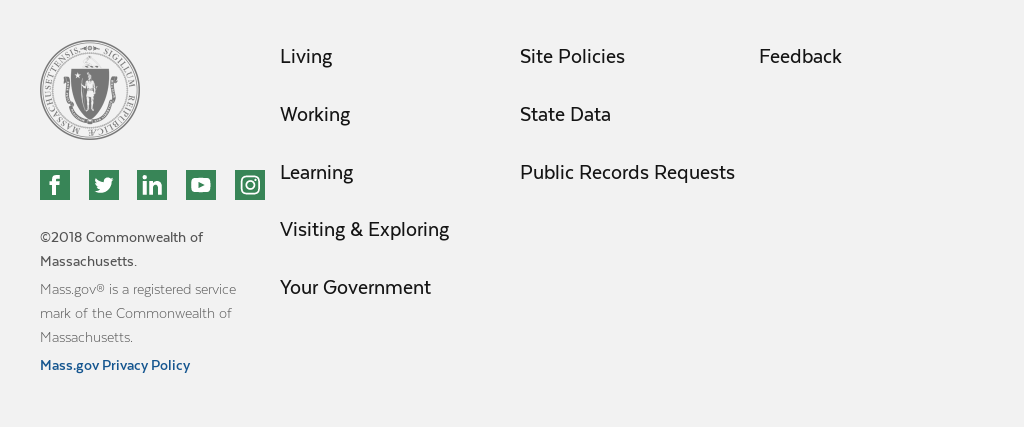 SIGILLUM REIPUBLICÆ MASSACHUSETTENSIS
©2018 Commonwealth of
Massachusetts.
Mass.gov® is a registered service
mark of the Commonwealth of
Massachusetts.
Mass.gov Privacy Policy
Living
Working
Learning
Visiting & Exploring
Your Government
Site Policies
State Data
Public Records Requests
Feedback